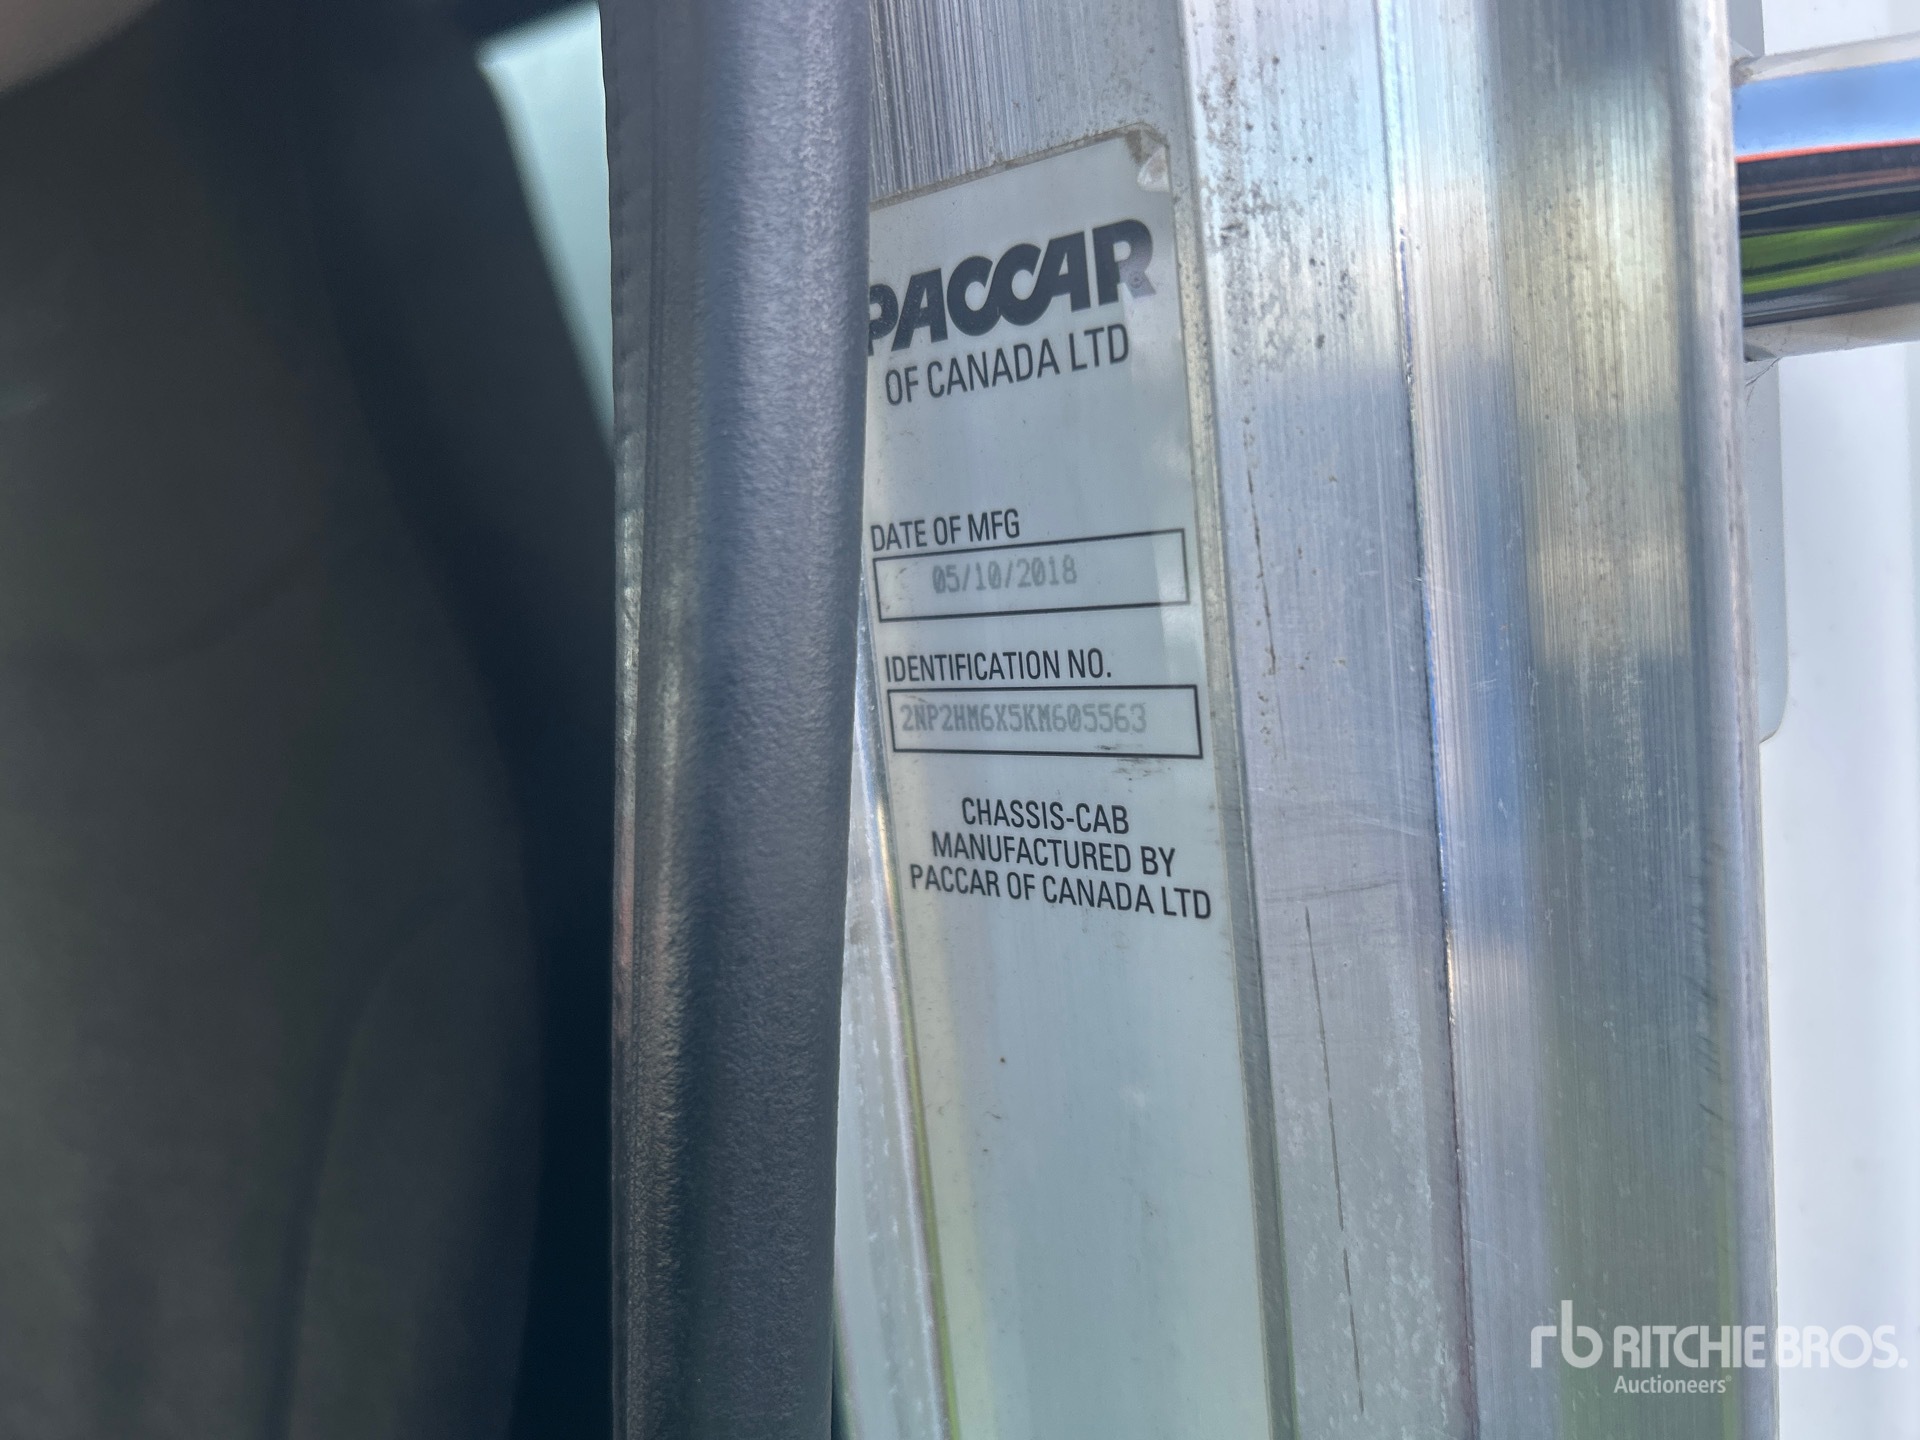 PACCAR
OF CANADA LTD
DATE OF MFG
05/10/2018
IDENTIFICATION NO.
2NP2HM6X5KM605563
CHASSIS-CAB
MANUFACTURED BY
PACCAR OF CANADA LTD
rb RITCHIE BROS.
Auctioneers